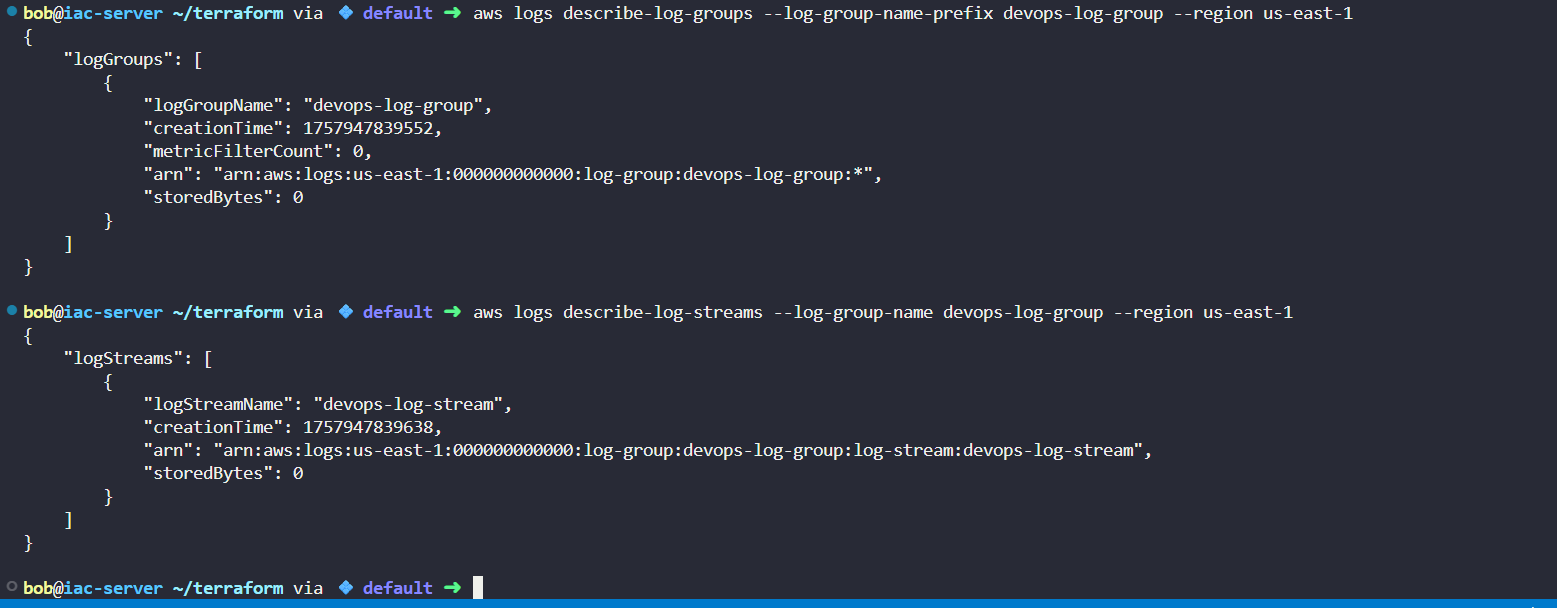 bob@iac-server ~/terraform via 💠 default ➜ aws logs describe-log-groups --log-group-name-prefix devops-log-group --region us-east-1
{
    "logGroups": [
        {
            "logGroupName": "devops-log-group",
            "creationTime": 1757947839552,
            "metricFilterCount": 0,
            "arn": "arn:aws:logs:us-east-1:000000000000:log-group:devops-log-group:*",
            "storedBytes": 0
        }
    ]
}
bob@iac-server ~/terraform via 💠 default ➜ aws logs describe-log-streams --log-group-name devops-log-group --region us-east-1
{
    "logStreams": [
        {
            "logStreamName": "devops-log-stream",
            "creationTime": 1757947839638,
            "arn": "arn:aws:logs:us-east-1:000000000000:log-group:devops-log-group:log-stream:devops-log-stream",
            "storedBytes": 0
        }
    ]
}
bob@iac-server ~/terraform via 💠 default ➜